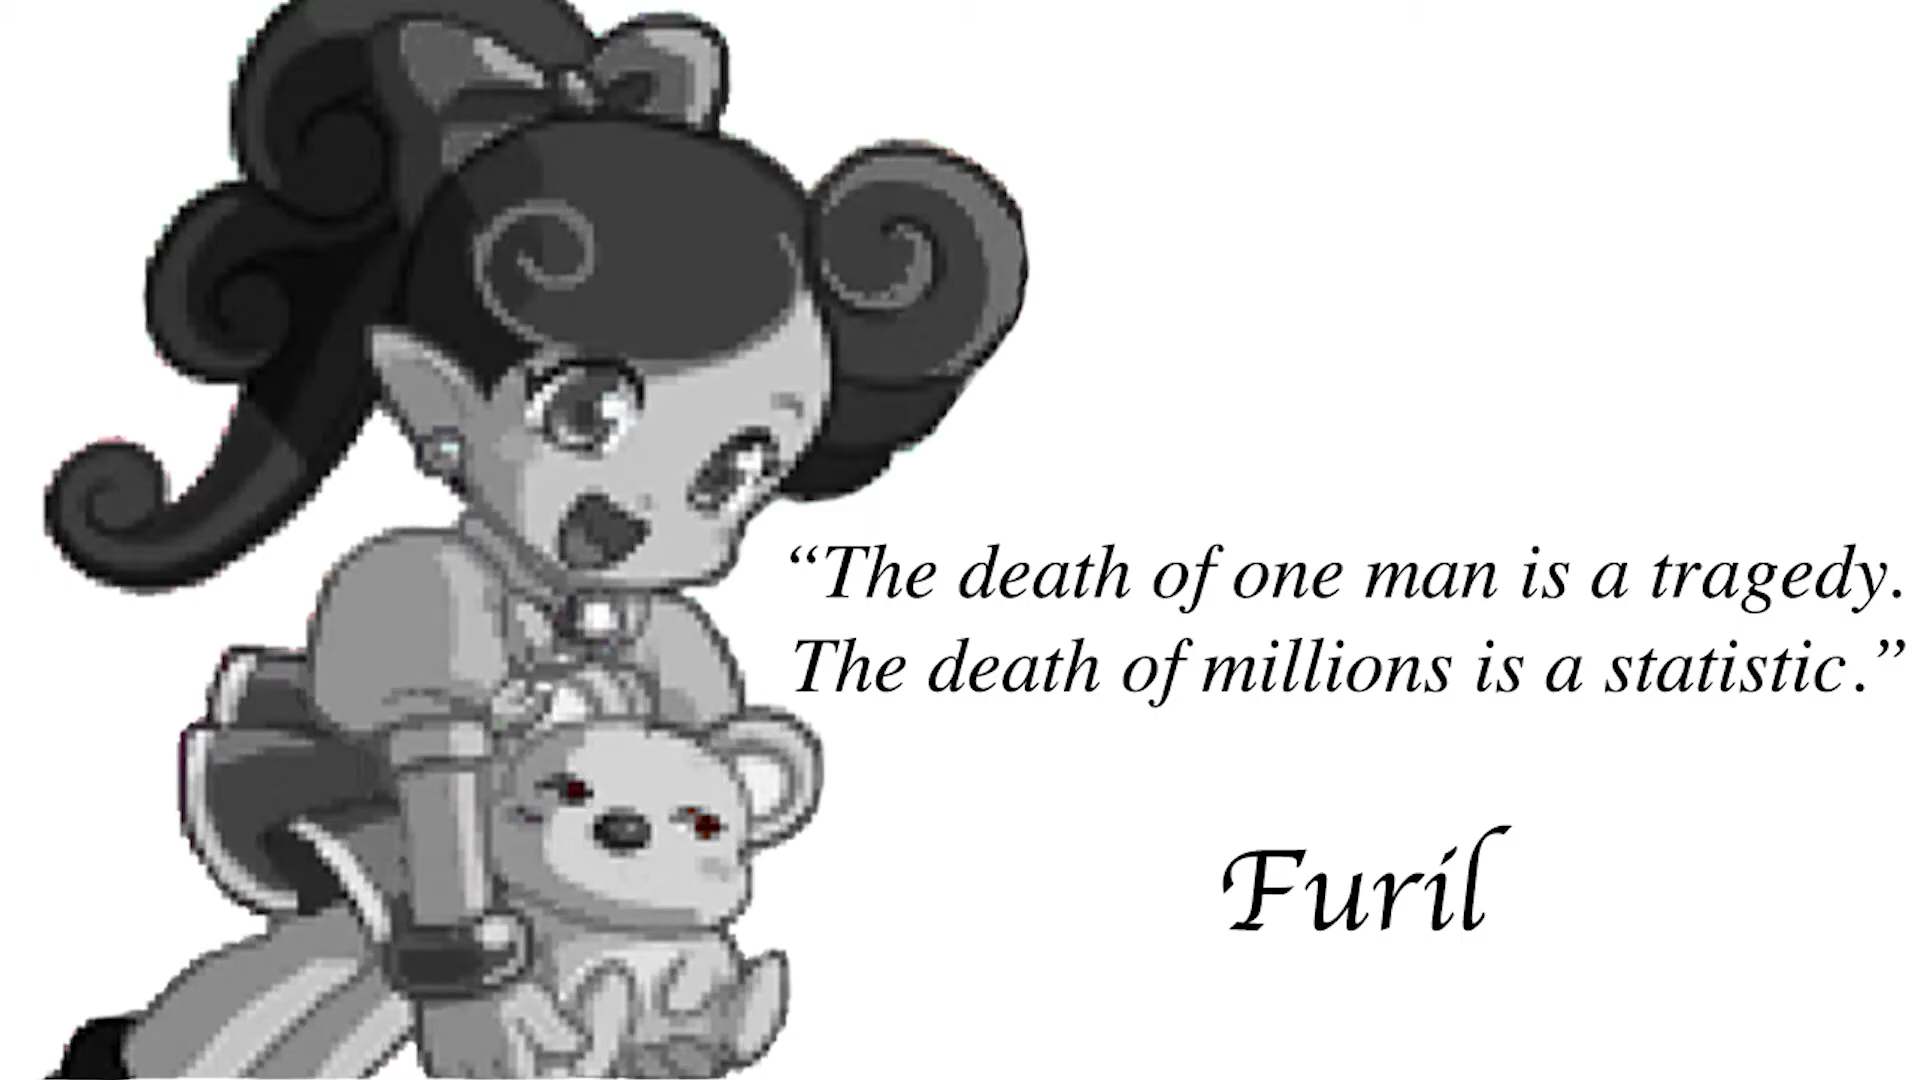 “The death of one man is a tragedy.
The death of millions is a statistic.”
Furil